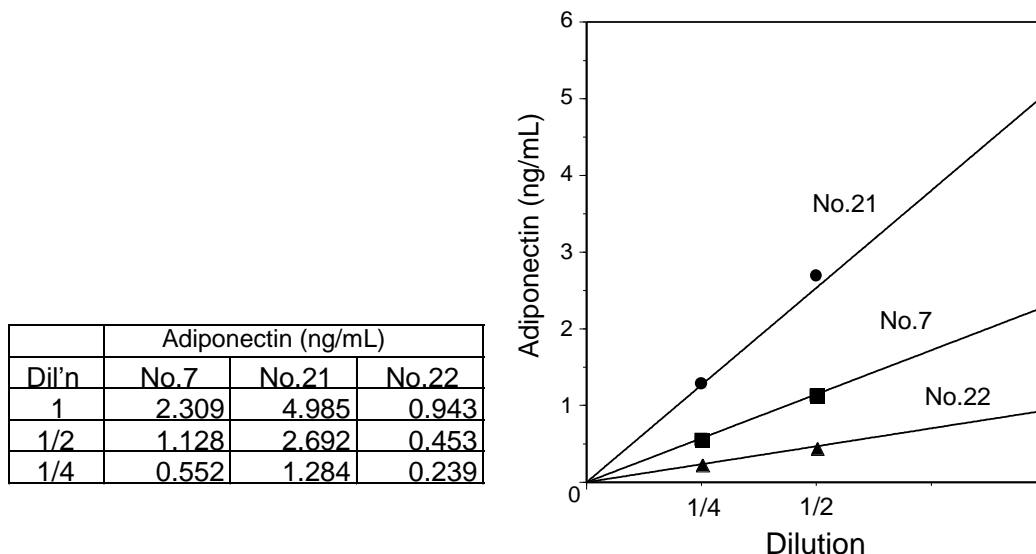 Adiponectin (ng/mL)
Dil'n No.7 No.21 No.22
1 2.309 4.985 0.943
1/2 1.128 2.692 0.453
1/4 0.552 1.284 0.239
Adiponectin (ng/mL)
6
5
4
3
2
1
0
No.21
No.7
No.22
1/4 1/2
Dilution